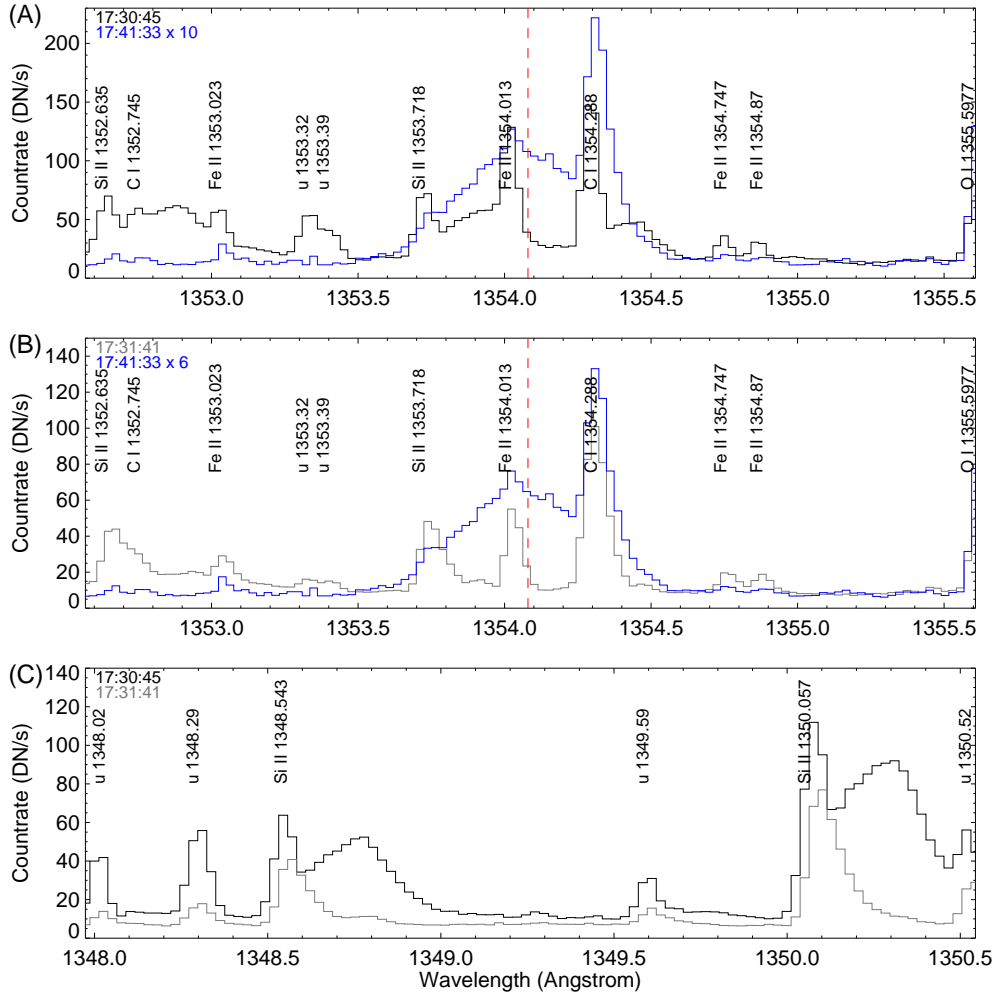 (A)
17:30:45
17:41:33 x 10
Countrate (DN/s)
200
150
100
50
0
Si II 1352.635
C I 1352.745
Fe II 1353.023
u 1353.32
u 1353.39
Si II 1353.718
Fe II 1354.013
C I 1354.288
Fe II 1354.747
Fe II 1354.87
O I 1355.5977
1353.0 1353.5 1354.0 1354.5 1355.0 1355.5
(B)
17:31:41
17:41:33 x 6
Countrate (DN/s)
140
120
100
80
60
40
20
0
Si II 1352.635
C I 1352.745
Fe II 1353.023
u 1353.32
u 1353.39
Si II 1353.718
Fe II 1354.013
C I 1354.288
Fe II 1354.747
Fe II 1354.87
O I 1355.5977
1353.0 1353.5 1354.0 1354.5 1355.0 1355.5
(C)
17:30:45
17:31:41
Countrate (DN/s)
140
120
100
80
60
40
20
0
u 1348.02
u 1348.29
Si II 1348.543
u 1349.59
Si II 1350.057
u 1350.52
1348.0 1348.5 1349.0 1349.5 1350.0 1350.5
Wavelength (Angstrom)